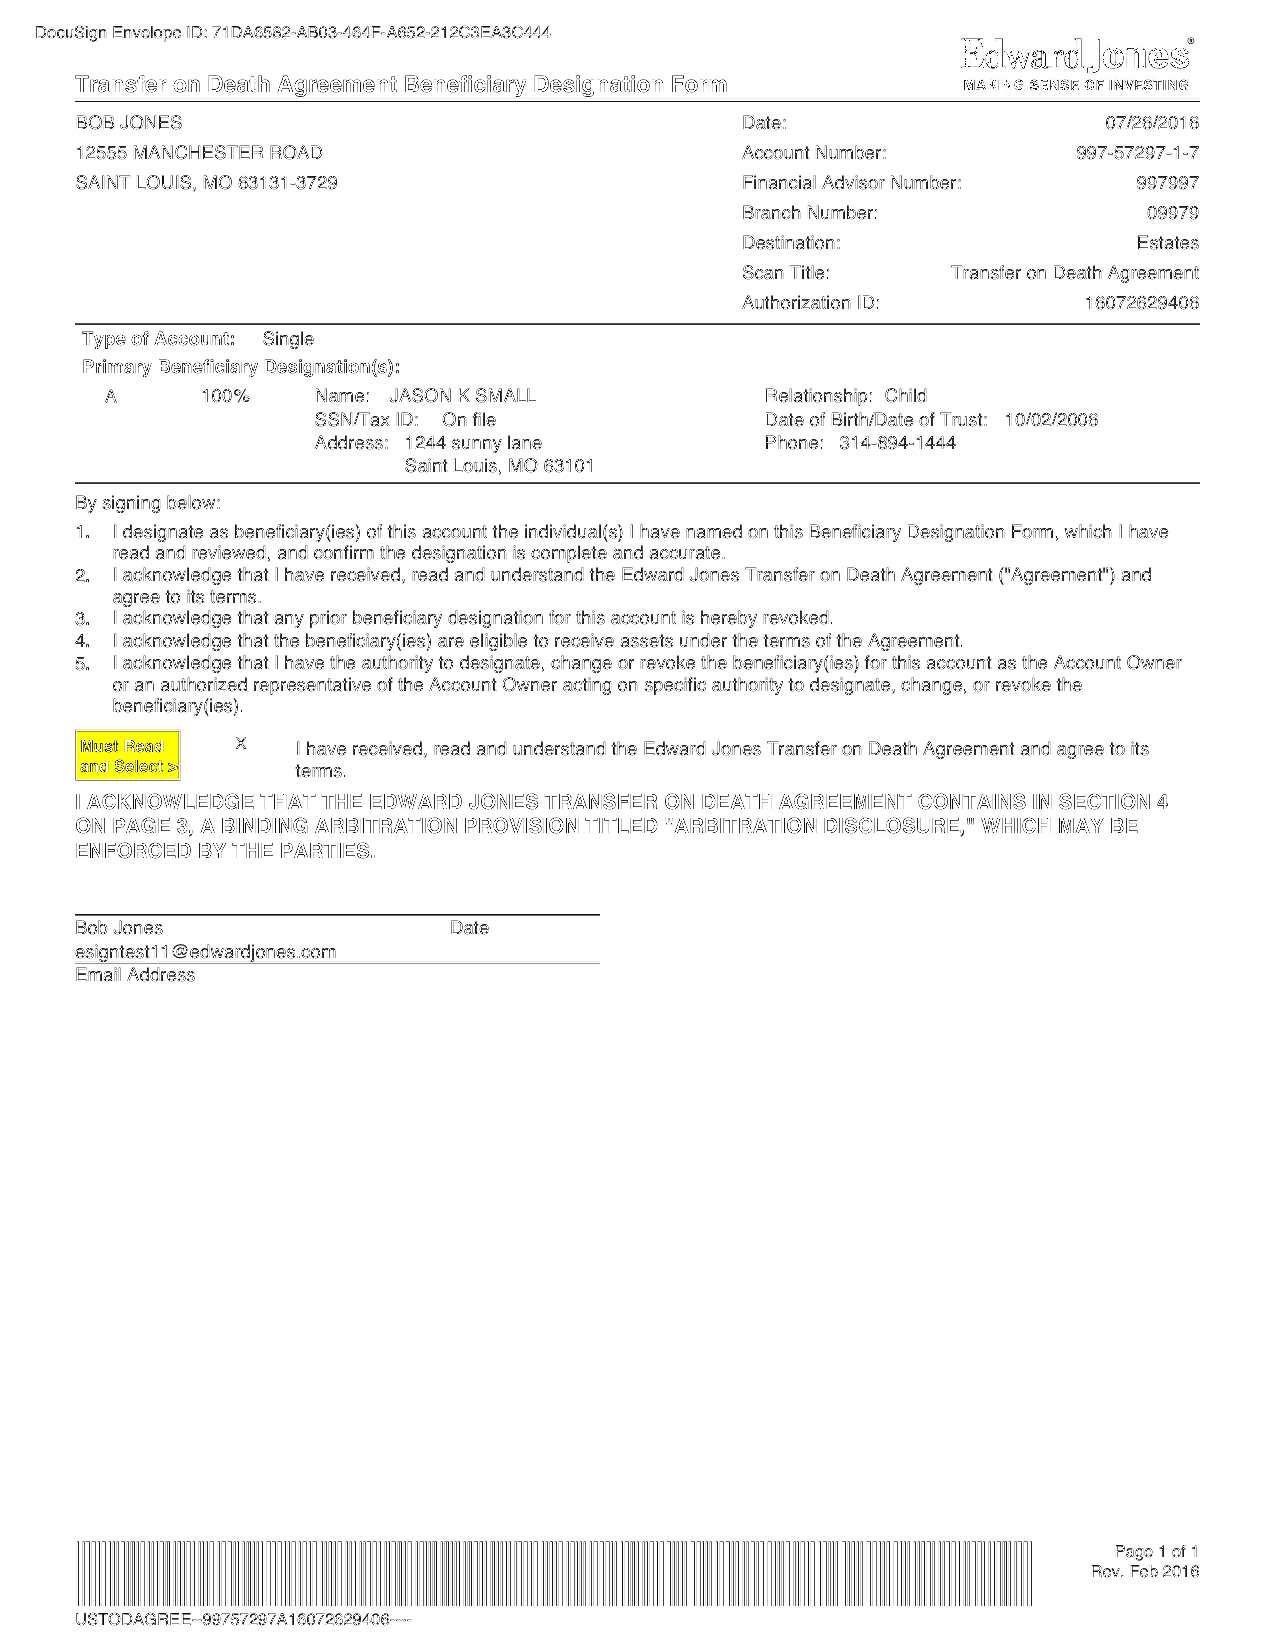 DocuSign Envelope ID: 71DA6582-AB03-464F-A652-212C3EA3C444
Edward Jones®
MAKING SENSE OF INVESTING
Transfer on Death Agreement Beneficiary Designation Form
BOB JONES
12555 MANCHESTER ROAD
SAINT LOUIS, MO 63131-3729
Date: 07/26/2016
Account Number: 997-57297-1-7
Financial Advisor Number: 997997
Branch Number: 09979
Destination: Estates
Scan Title: Transfer on Death Agreement
Authorization ID: 16072629406
Type of Account: Single
Primary Beneficiary Designation(s):
A 100% Name: JASON K SMALL Relationship: Child
SSN/Tax ID: On file Date of Birth/Date of Trust: 10/02/2006
Address: 1244 sunny lane Phone: 314-894-1444
Saint Louis, MO 63101
By signing below:
1. I designate as beneficiary(ies) of this account the individual(s) I have named on this Beneficiary Designation Form, which I have
read and reviewed, and confirm the designation is complete and accurate.
2. I acknowledge that I have received, read and understand the Edward Jones Transfer on Death Agreement ("Agreement") and
agree to its terms.
3. I acknowledge that any prior beneficiary designation for this account is hereby revoked.
4. I acknowledge that the beneficiary(ies) are eligible to receive assets under the terms of the Agreement.
5. I acknowledge that I have the authority to designate, change or revoke the beneficiary(ies) for this account as the Account Owner
or an authorized representative of the Account Owner acting on specific authority to designate, change, or revoke the
beneficiary(ies).
Must Read
and Select >
X
I have received, read and understand the Edward Jones Transfer on Death Agreement and agree to its
terms.
I ACKNOWLEDGE THAT THE EDWARD JONES TRANSFER ON DEATH AGREEMENT CONTAINS IN SECTION 4
ON PAGE 3, A BINDING ARBITRATION PROVISION TITLED "ARBITRATION DISCLOSURE," WHICH MAY BE
ENFORCED BY THE PARTIES.
Bob Jones Date
esigntest11@edwardjones.com
Email Address
Page 1 of 1
Rev. Feb 2016
USTODAGREE--99757297A16072629406----